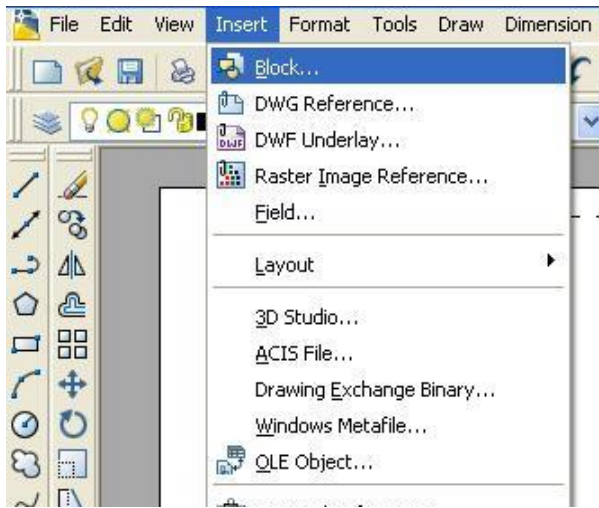 File Edit View Insert Format Tools Draw Dimension
Block...
DWG Reference...
DWF Underlay...
Raster Image Reference...
Field...
Layout
3D Studio...
ACIS File...
Drawing Exchange Binary...
Windows Metafile...
OLE Object...